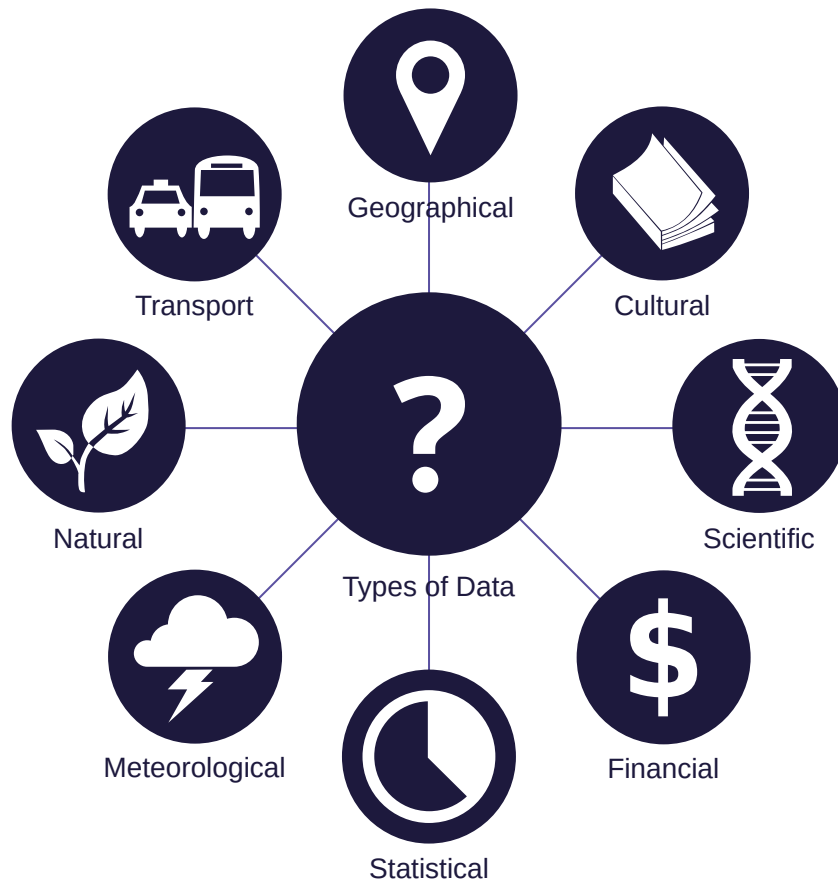 Geographical
Transport
Cultural
?
Natural
Scientific
Types of Data
$
Meteorological
Financial
Statistical